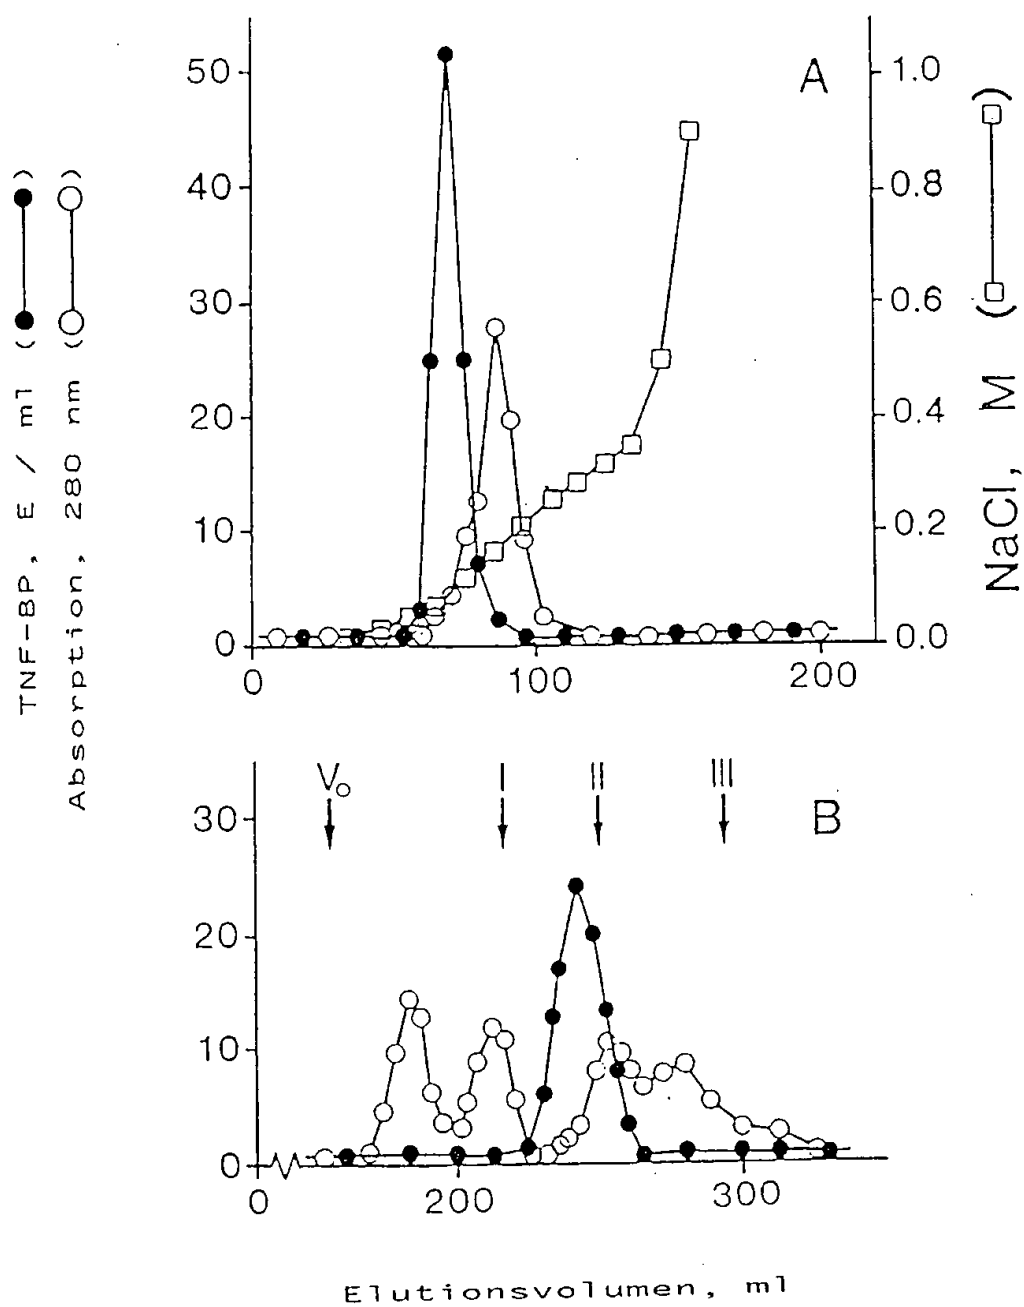 TNF-BP, E / ml (●——●)
Absorption, 280 nm (○——○)
A
50
40
30
20
10
0
1.0
0.8
0.6
0.4
0.2
0.0
NaCl, M (□——□)
0 100 200
V₀ I II III
B
30
20
10
0
0 200 300
Elutionsvolumen, ml